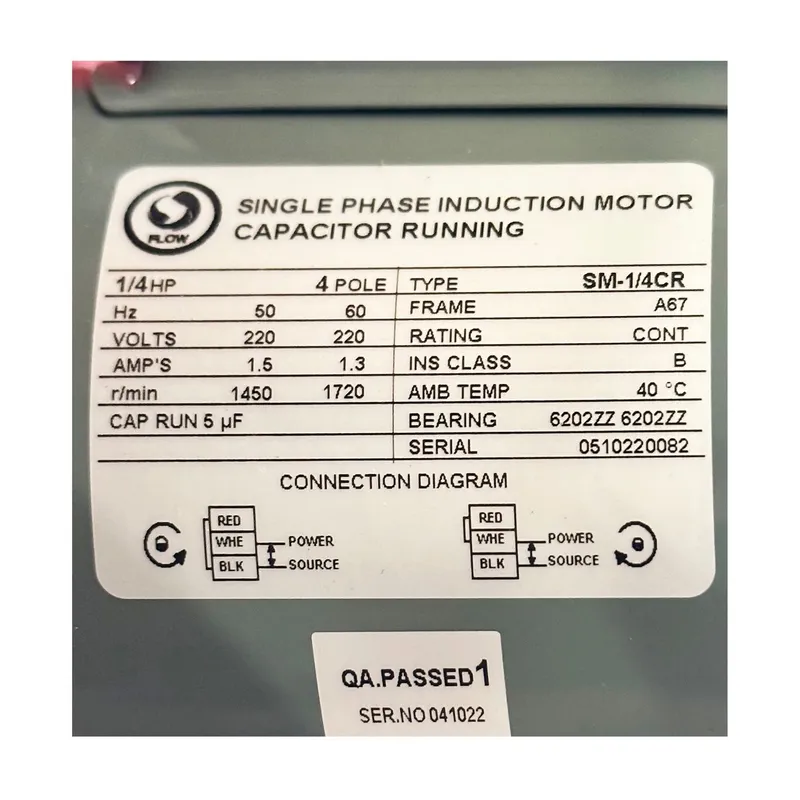 FLOW
SINGLE PHASE INDUCTION MOTOR
CAPACITOR RUNNING
1/4HP 4 POLE TYPE SM-1/4CR
Hz 50 60 FRAME A67
VOLTS 220 220 RATING CONT
AMP'S 1.5 1.3 INS CLASS B
r/min 1450 1720 AMB TEMP 40 °C
CAP RUN 5 µF BEARING 6202ZZ 6202ZZ
SERIAL 0510220082
CONNECTION DIAGRAM
RED
WHE POWER
BLK SOURCE
RED
WHE POWER
BLK SOURCE
QA.PASSED1
SER.NO 041022